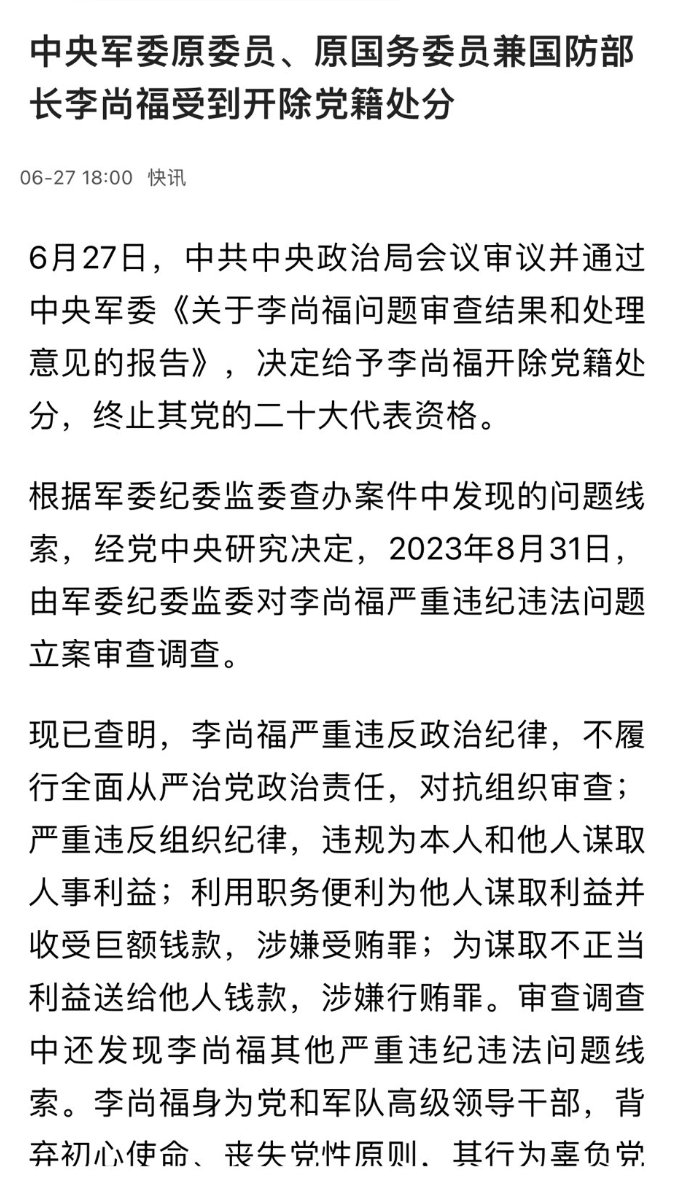 中央军委原委员、原国务委员兼国防部
长李尚福受到开除党籍处分
06-27 18:00 快讯
6月27日，中共中央政治局会议审议并通过
中央军委《关于李尚福问题审查结果和处理
意见的报告》，决定给予李尚福开除党籍处
分，终止其党的二十大代表资格。
根据军委纪委监委查办案件中发现的问题线
索，经党中央研究决定，2023年8月31日，
由军委纪委监委对李尚福严重违纪违法问题
立案审查调查。
现已查明，李尚福严重违反政治纪律，不履
行全面从严治党政治责任，对抗组织审查；
严重违反组织纪律，违规为本人和他人谋取
人事利益；利用职务便利为他人谋取利益并
收受巨额钱款，涉嫌受贿罪；为谋取不正当
利益送给他人钱款，涉嫌行贿罪。审查调查
中还发现李尚福其他严重违纪违法问题线
索。李尚福身为党和军队高级领导干部，背
弃初心使命、丧失党性原则，其行为辜负党